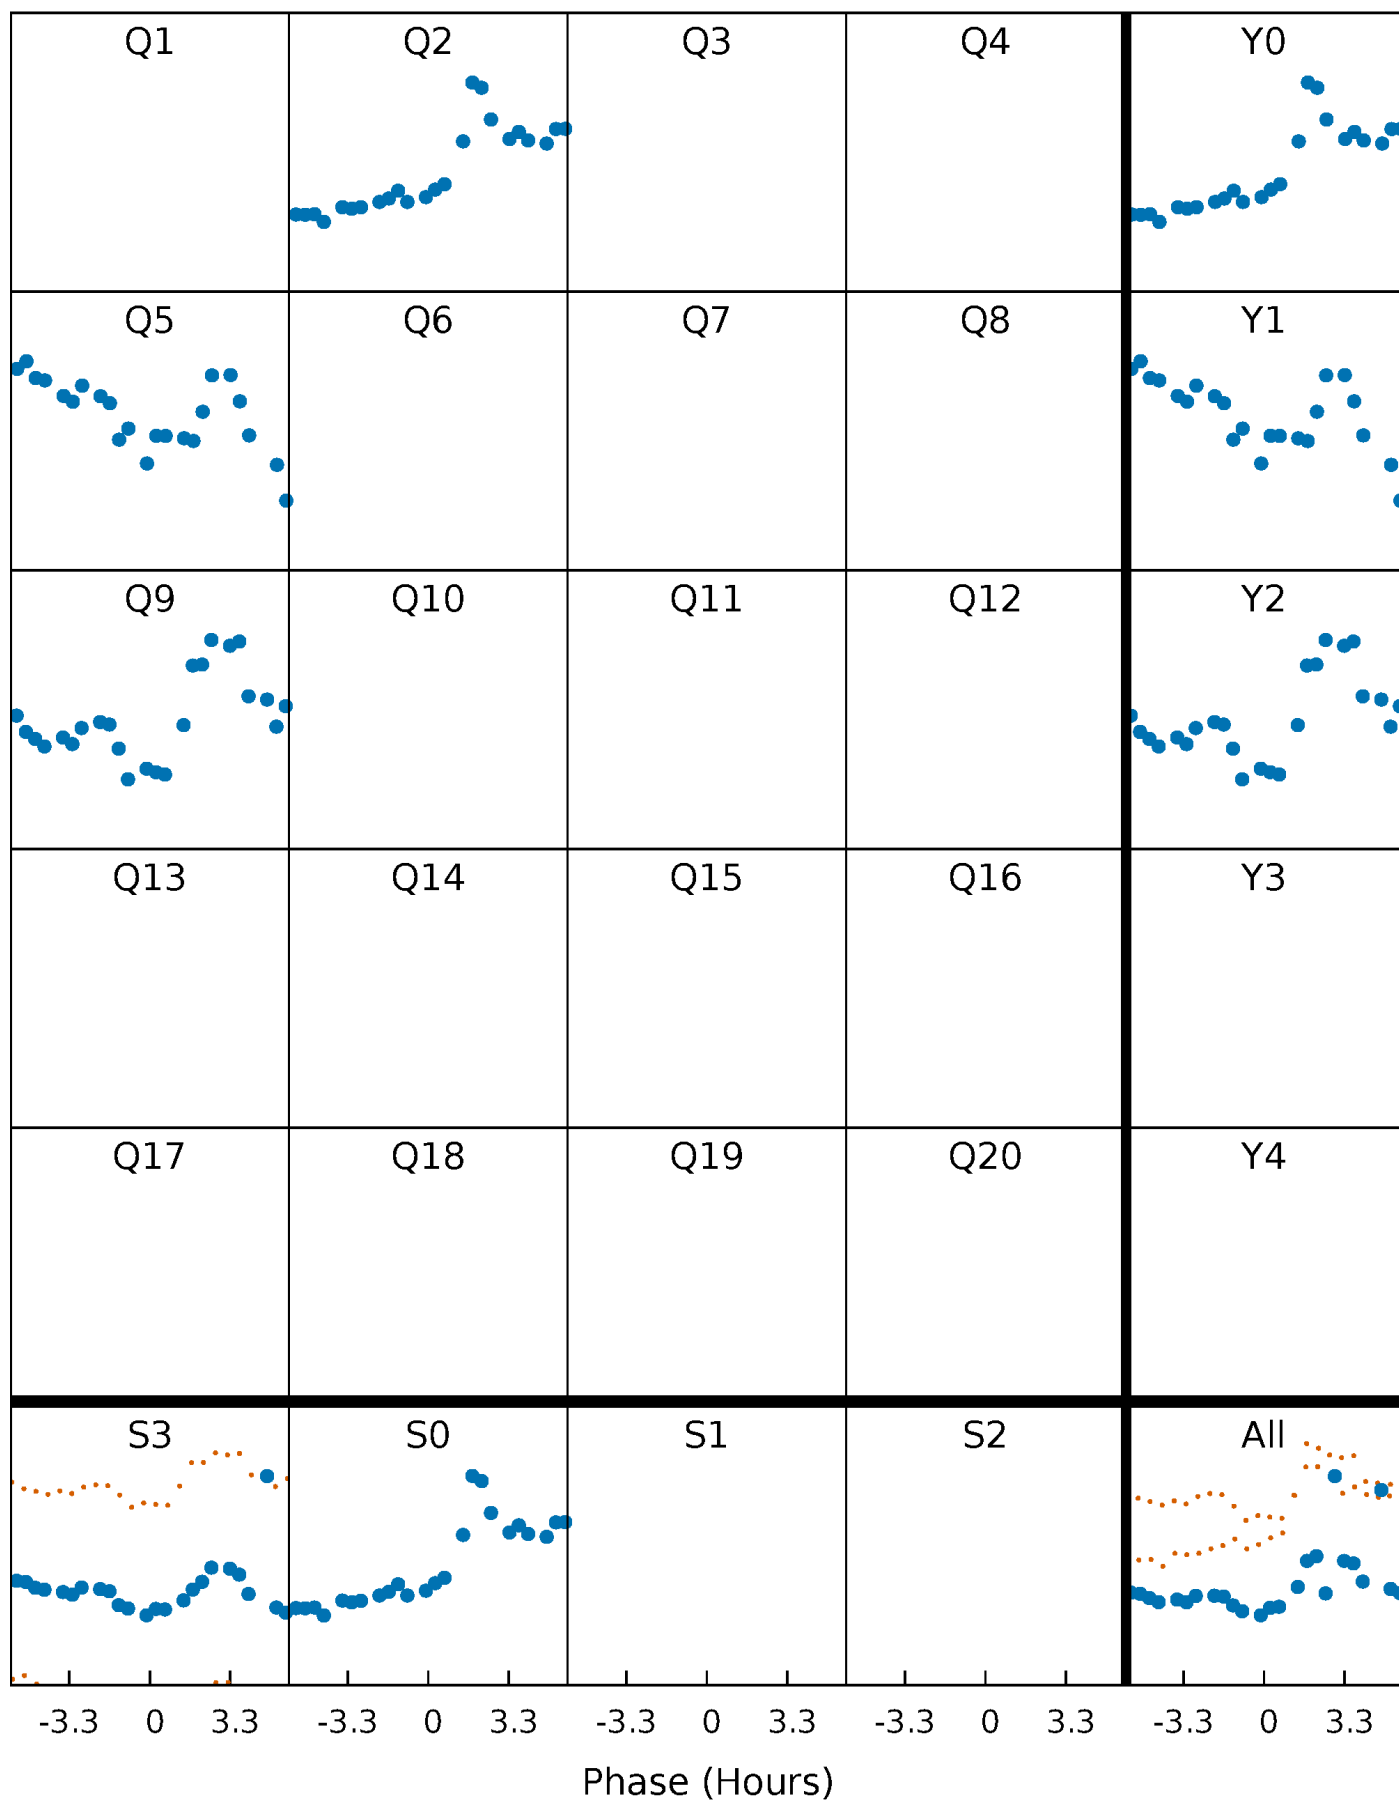 Q1 Q2 Q3 Q4 Y0
Q5 Q6 Q7 Q8 Y1
Q9 Q10 Q11 Q12 Y2
Q13 Q14 Q15 Q16 Y3
Q17 Q18 Q19 Q20 Y4
S3 S0 S1 S2 All
-3.3 0 3.3 -3.3 0 3.3 -3.3 0 3.3 -3.3 0 3.3 -3.3 0 3.3
Phase (Hours)